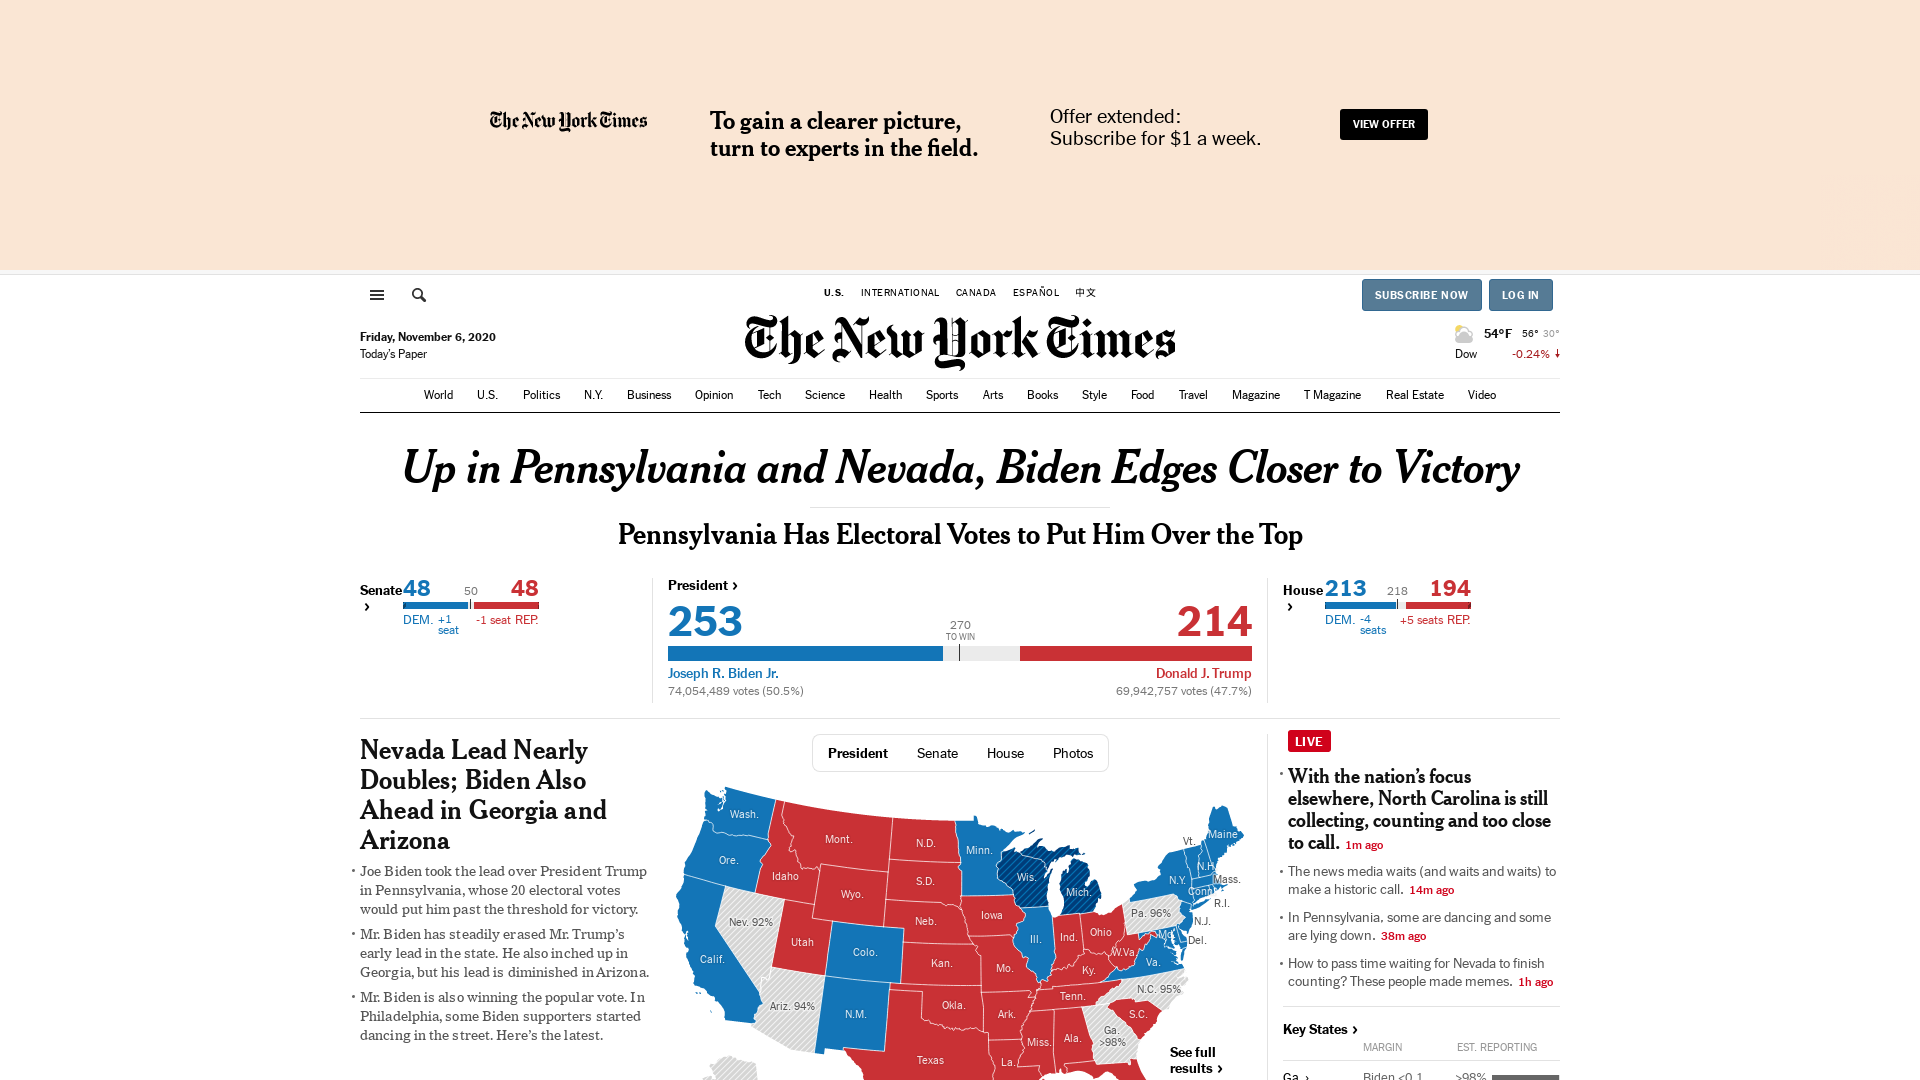 The New York Times
To gain a clearer picture,
turn to experts in the field.
Offer extended:
Subscribe for $1 a week.
VIEW OFFER
U.S. INTERNATIONAL CANADA ESPAÑOL 中文
SUBSCRIBE NOW LOG IN
Friday, November 6, 2020
Today's Paper
The New York Times
54°F 56° 30°
Dow -0.24% ↓
World U.S. Politics N.Y. Business Opinion Tech Science Health Sports Arts Books Style Food Travel Magazine T Magazine Real Estate Video
Up in Pennsylvania and Nevada, Biden Edges Closer to Victory
Pennsylvania Has Electoral Votes to Put Him Over the Top
Senate ›
48 50 48
DEM. +1 seat -1 seat REP.
President ›
253 214
270
TO WIN
Joseph R. Biden Jr. Donald J. Trump
74,054,489 votes (50.5%) 69,942,757 votes (47.7%)
House ›
213 218 194
DEM. -4 seats +5 seats REP.
Nevada Lead Nearly
Doubles; Biden Also
Ahead in Georgia and
Arizona
• Joe Biden took the lead over President Trump
in Pennsylvania, whose 20 electoral votes
would put him past the threshold for victory.
• Mr. Biden has steadily erased Mr. Trump's
early lead in the state. He also inched up in
Georgia, but his lead is diminished in Arizona.
• Mr. Biden is also winning the popular vote. In
Philadelphia, some Biden supporters started
dancing in the street. Here's the latest.
President Senate House Photos
Wash.
Mont.
N.D.
Minn.
Vt.
Maine
Ore.
Idaho
S.D.
Wis.
Mich.
N.H.
N.Y.
Mass.
Conn.
R.I.
Wyo.
Nev. 92%
Neb.
Iowa
Pa. 96%
N.J.
Utah
Colo.
Ill.
Ind.
Ohio
Md.
Del.
Calif.
Kan.
Mo.
Ky.
W.Va.
Va.
N.C. 95%
Ariz. 94%
N.M.
Okla.
Ark.
Tenn.
S.C.
Miss.
Ala.
Ga.
>98%
Texas
La.
See full
results ›
LIVE
• With the nation's focus
elsewhere, North Carolina is still
collecting, counting and too close
to call. 1m ago
• The news media waits (and waits and waits) to
make a historic call. 14m ago
• In Pennsylvania, some are dancing and some
are lying down. 38m ago
• How to pass time waiting for Nevada to finish
counting? These people made memes. 1h ago
Key States ›
MARGIN EST. REPORTING
Ga. › Biden <0.1 >98%